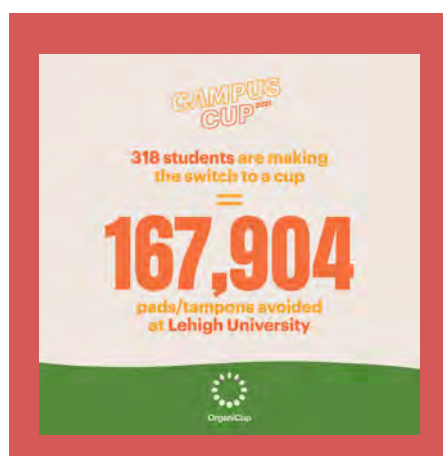 CAMPUS
CUP 2021
318 students are making
the switch to a cup
=
167,904
pads/tampons avoided
at Lehigh University
OrganiCup